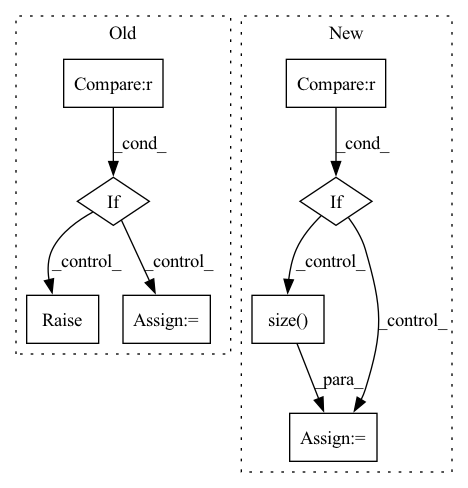 Old
Compare:r
_cond_
If
_control_
_control_
Raise
Assign:=
New
Compare:r
_cond_
If
_control_
_control_
size()
_para_
Assign:=